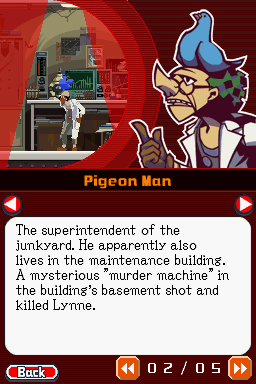 Pigeon Man
The superintendent of the
junkyard. He apparently also
lives in the maintenance building.
A mysterious "murder machine" in
the building's basement shot and
killed Lynne.
Back
02/05